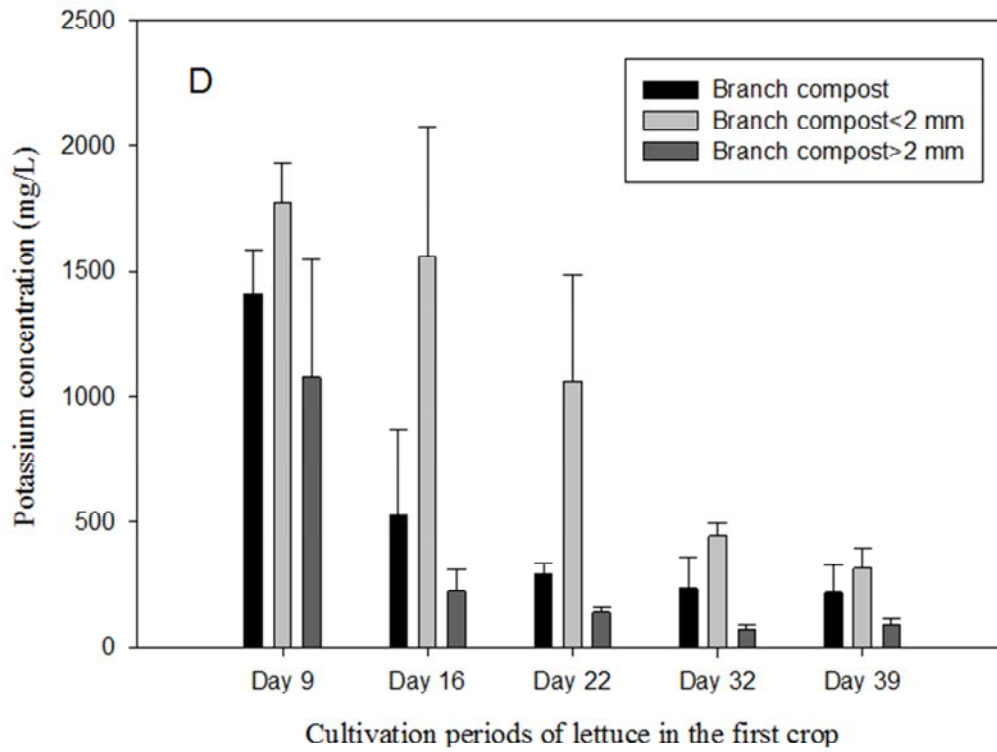 2500
D
Branch compost
Branch compost<2 mm
Branch compost>2 mm
2000
1500
1000
500
0
Potassium concentration (mg/L)
Day 9 Day 16 Day 22 Day 32 Day 39
Cultivation periods of lettuce in the first crop